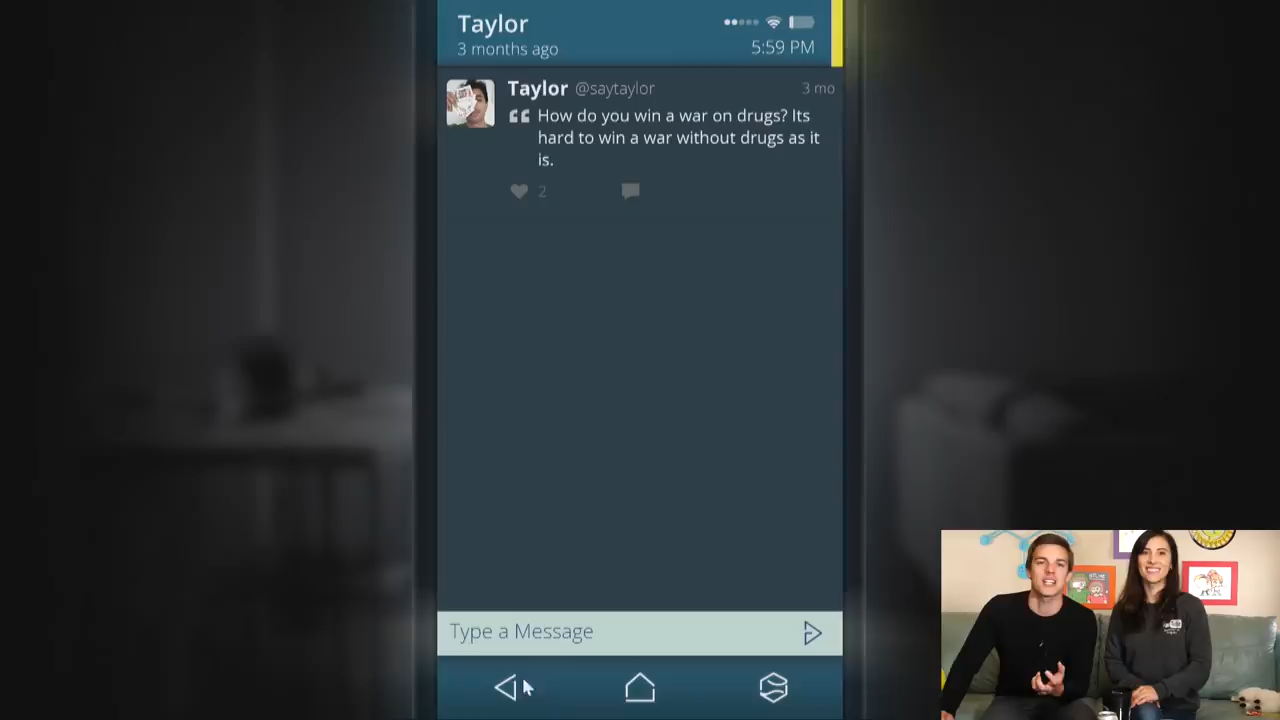 Taylor
3 months ago
5:59 PM
Taylor @saytaylor
3 mo
How do you win a war on drugs? Its
hard to win a war without drugs as it
is.
2
Type a Message